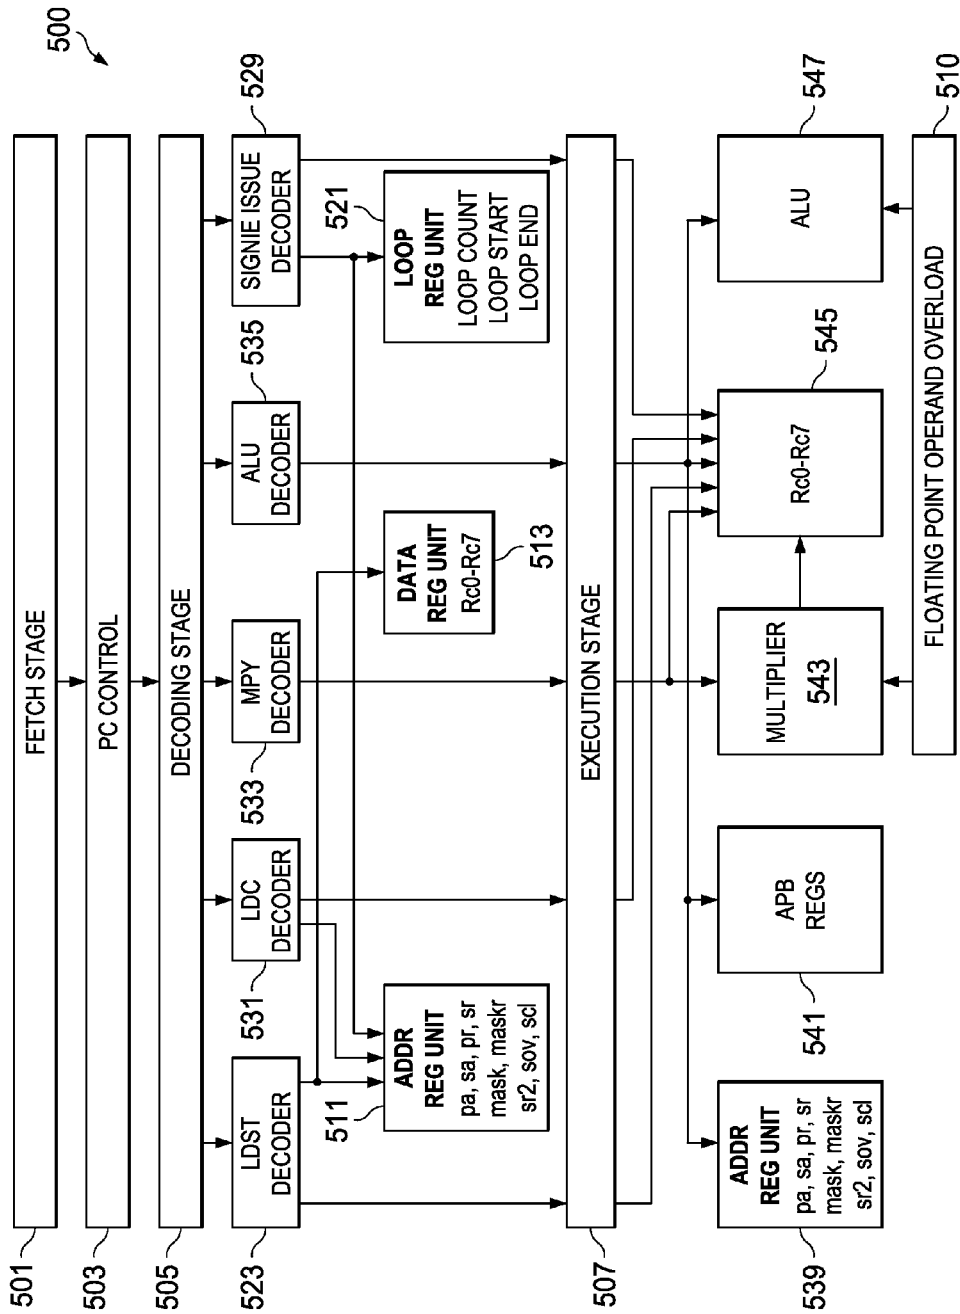 500
FETCH STAGE
501
PC CONTROL
503
DECODING STAGE
505
LDST
DECODER
523
LDC
DECODER
531
MPY
DECODER
533
ALU
DECODER
535
SIGNIE ISSUE
DECODER
529
ADDR
REG UNIT
pa, sa, pr, sr
mask, maskr
sr2, sov, scl
511
DATA
REG UNIT
Rc0-Rc7
513
LOOP
REG UNIT
LOOP COUNT
LOOP START
LOOP END
521
EXECUTION STAGE
507
ADDR
REG UNIT
pa, sa, pr, sr
mask, maskr
sr2, sov, scl
539
APB
REGS
541
MULTIPLIER
543
Rc0-Rc7
545
ALU
547
FLOATING POINT OPERAND OVERLOAD
510